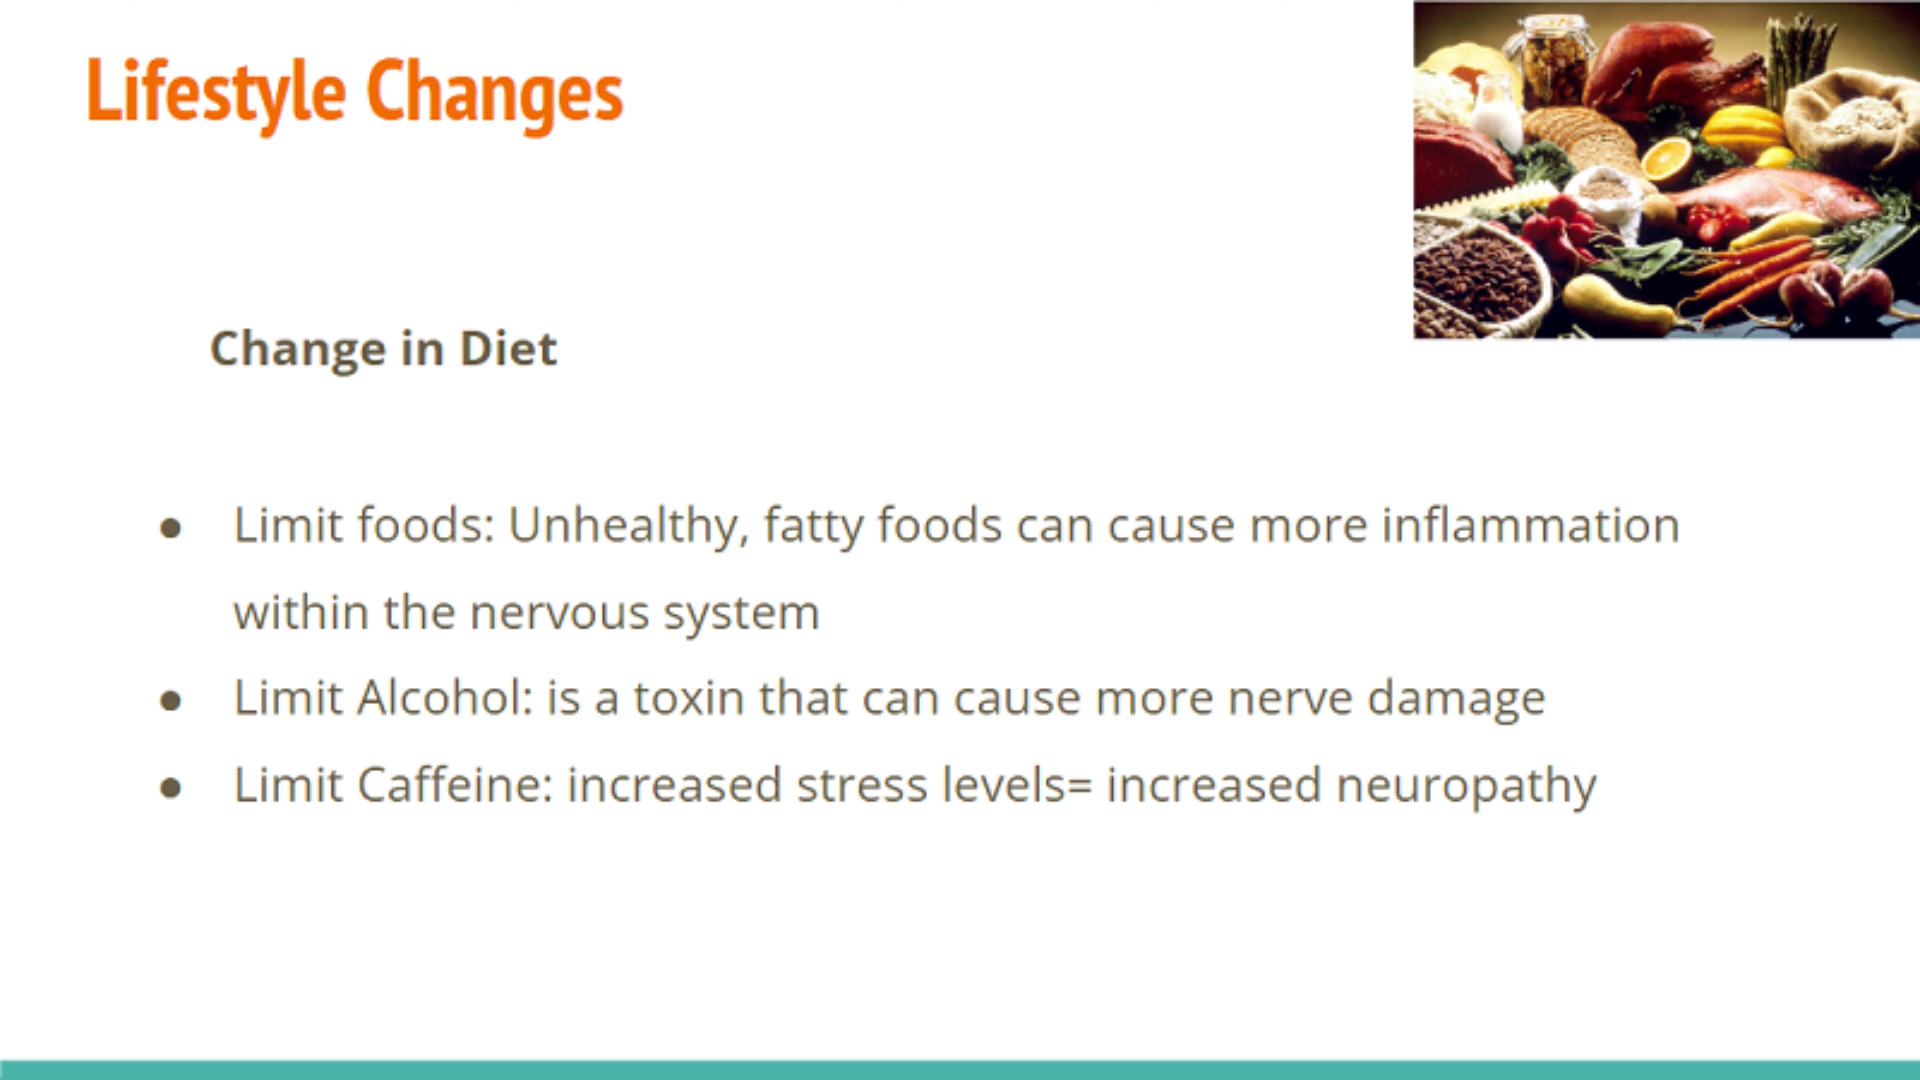 Lifestyle Changes
Change in Diet
● Limit foods: Unhealthy, fatty foods can cause more inflammation
within the nervous system
● Limit Alcohol: is a toxin that can cause more nerve damage
● Limit Caffeine: increased stress levels= increased neuropathy